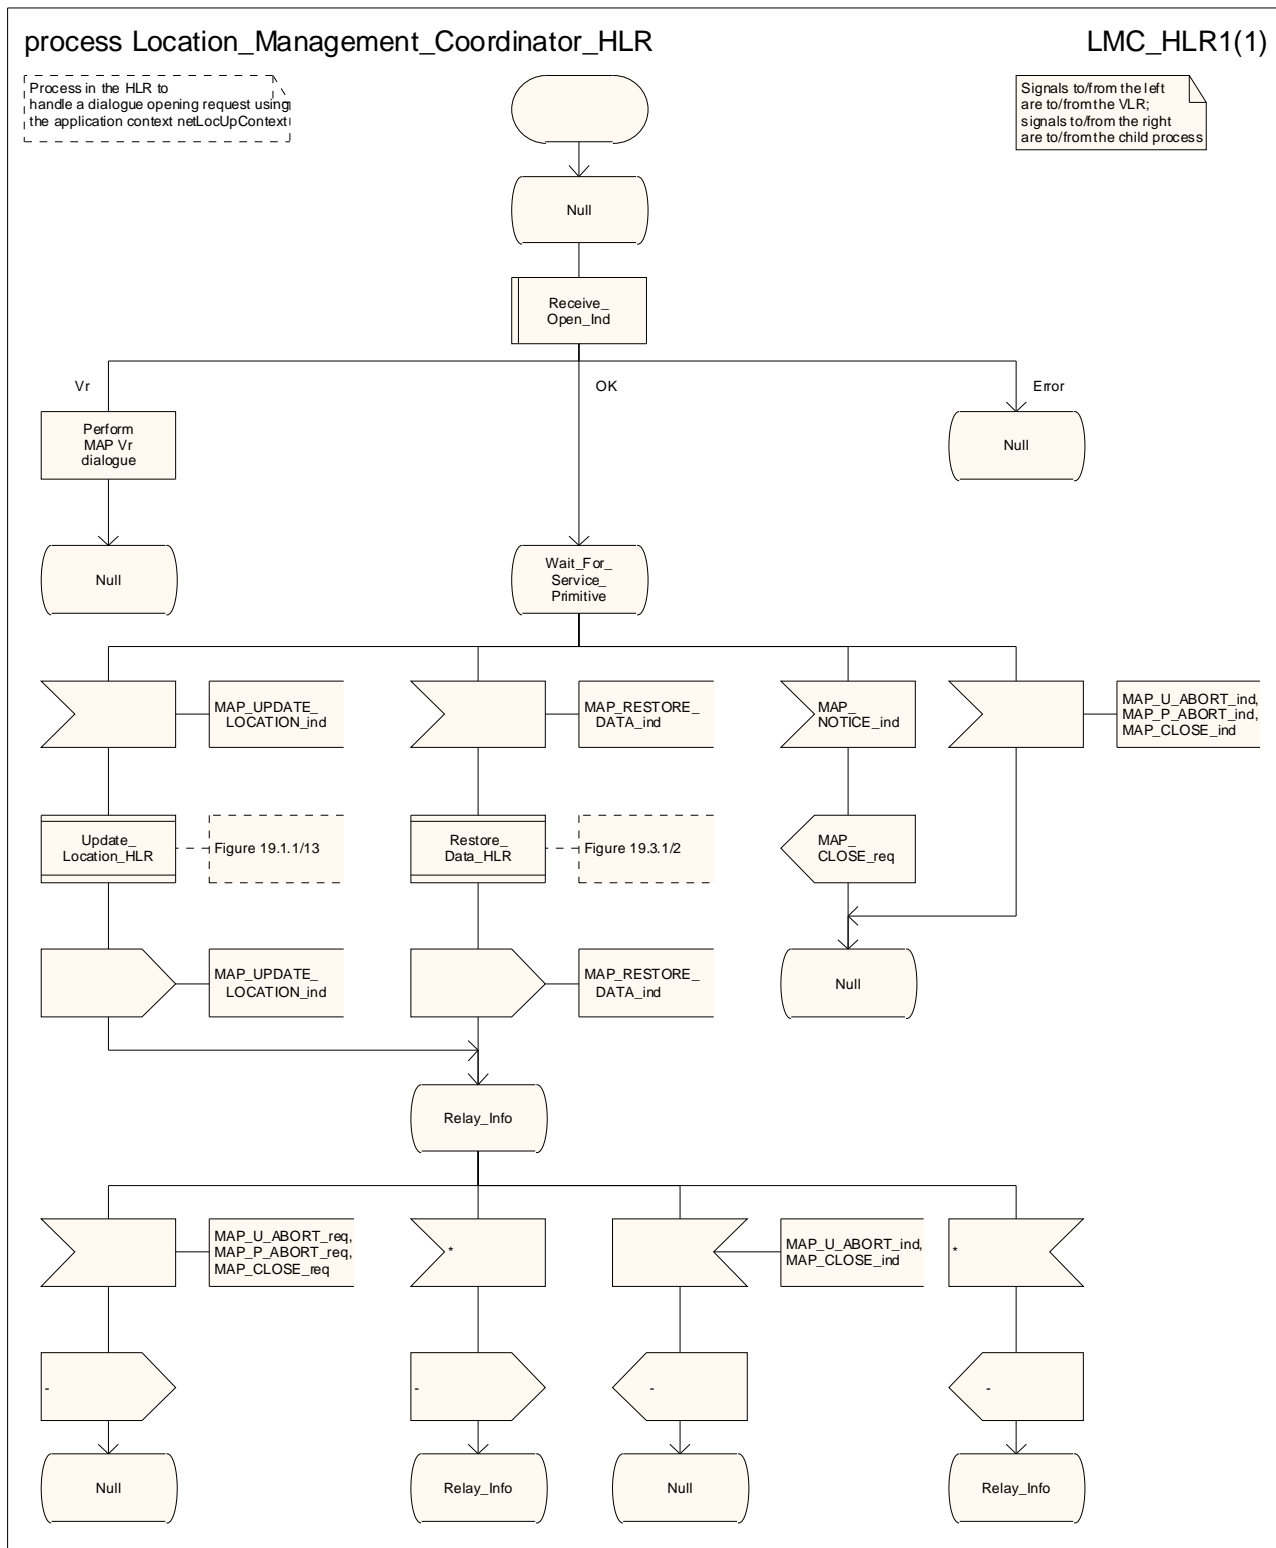 process Location_Management_Coordinator_HLR
LMC_HLR1(1)
Process in the HLR to
handle a dialogue opening request using
the application context netLocUpContext
Signals to/from the left
are to/from the VLR;
signals to/from the right
are to/from the child process
Null
Receive_
Open_Ind
Vr
OK
Error
Perform
MAP Vr
dialogue
Null
Null
Wait_For_
Service_
Primitive
Null
MAP_UPDATE_
LOCATION_ind
MAP_RESTORE_
DATA_ind
MAP_
NOTICE_ind
MAP_U_ABORT_ind,
MAP_P_ABORT_ind,
MAP_CLOSE_ind
Update_
Location_HLR
Figure 19.1.1/13
Restore_
Data_HLR
Figure 19.3.1/2
MAP_
CLOSE_req
MAP_UPDATE_
LOCATION_ind
MAP_RESTORE_
DATA_ind
Null
Relay_Info
MAP_U_ABORT_req,
MAP_P_ABORT_req,
MAP_CLOSE_req
*
MAP_U_ABORT_ind,
MAP_CLOSE_ind
*
-
-
-
-
Null
Relay_Info
Null
Relay_Info